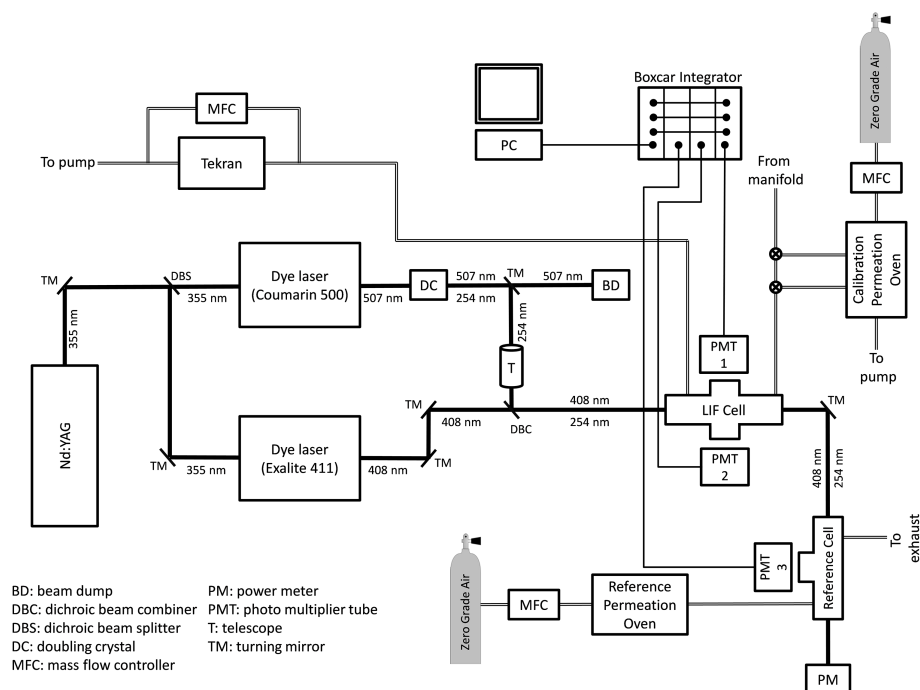 Zero Grade Air
MFC
Tekran
To pump
Boxcar Integrator
PC
From
manifold
MFC
Calibration
Permeation
Oven
To
pump
TM
DBS
355 nm
355 nm
Nd:YAG
Dye laser
(Coumarin 500)
507 nm
DC
507 nm
254 nm
TM
507 nm
BD
254 nm
T
PMT
1
TM
355 nm
Dye laser
(Exalite 411)
408 nm
TM
TM
408 nm
DBC
408 nm
254 nm
LIF Cell
TM
PMT
2
408 nm
254 nm
To
exhaust
Reference Cell
PMT
3
Zero Grade Air
MFC
Reference
Permeation
Oven
PM
BD: beam dump
DBC: dichroic beam combiner
DBS: dichroic beam splitter
DC: doubling crystal
MFC: mass flow controller
PM: power meter
PMT: photo multiplier tube
T: telescope
TM: turning mirror